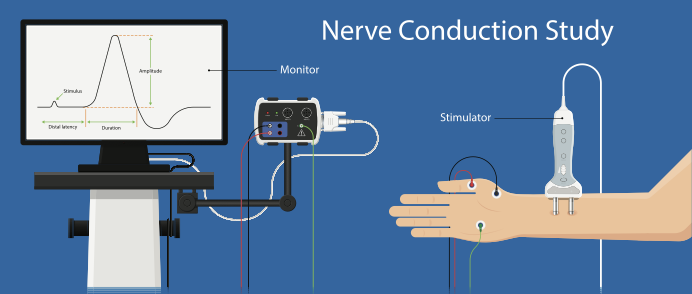 Nerve Conduction Study
Amplitude
Stimulus
Distal latency
Duration
Monitor
Stimulator